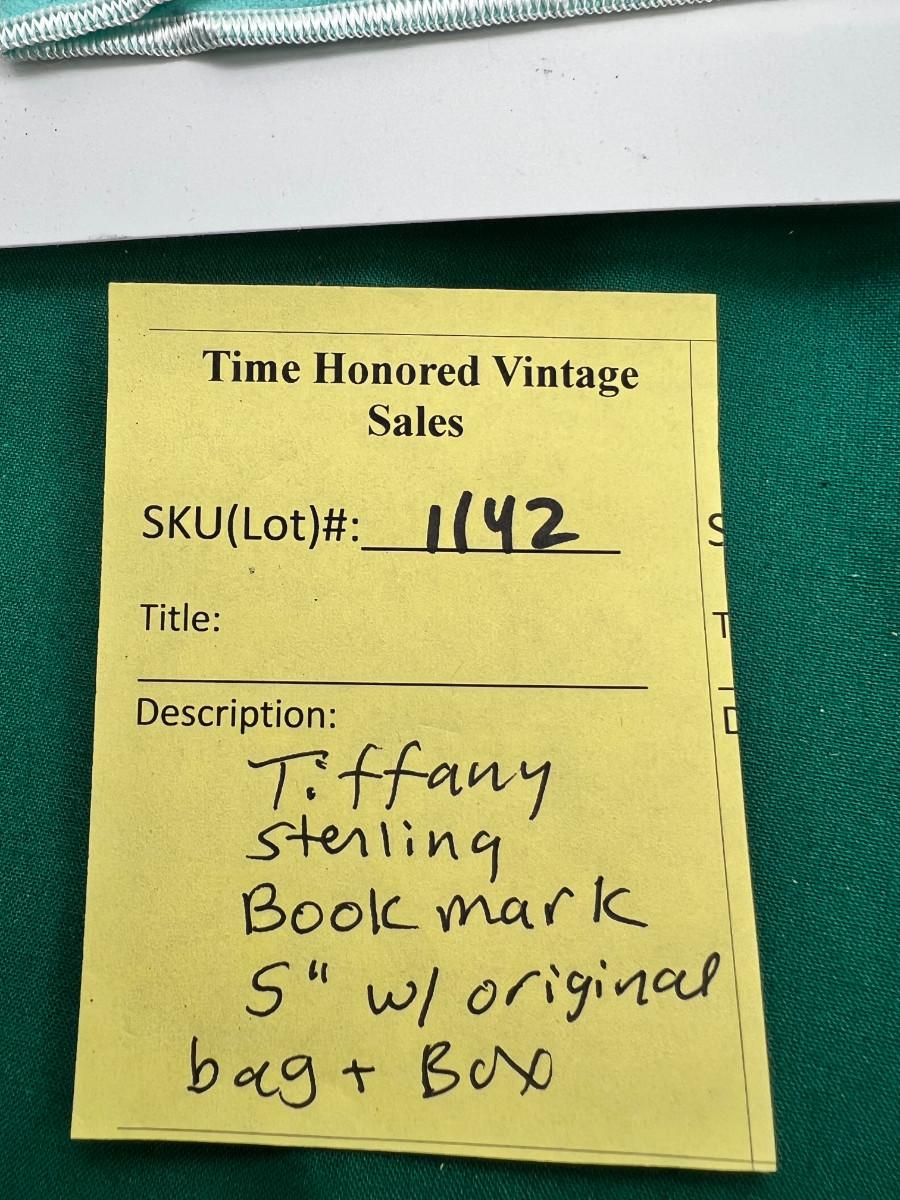 Time Honored Vintage
Sales
SKU(Lot)#: 1142
Title:
Description:
Tiffany
sterling
Bookmark
5" w/ original
bag + Box
S
T
D